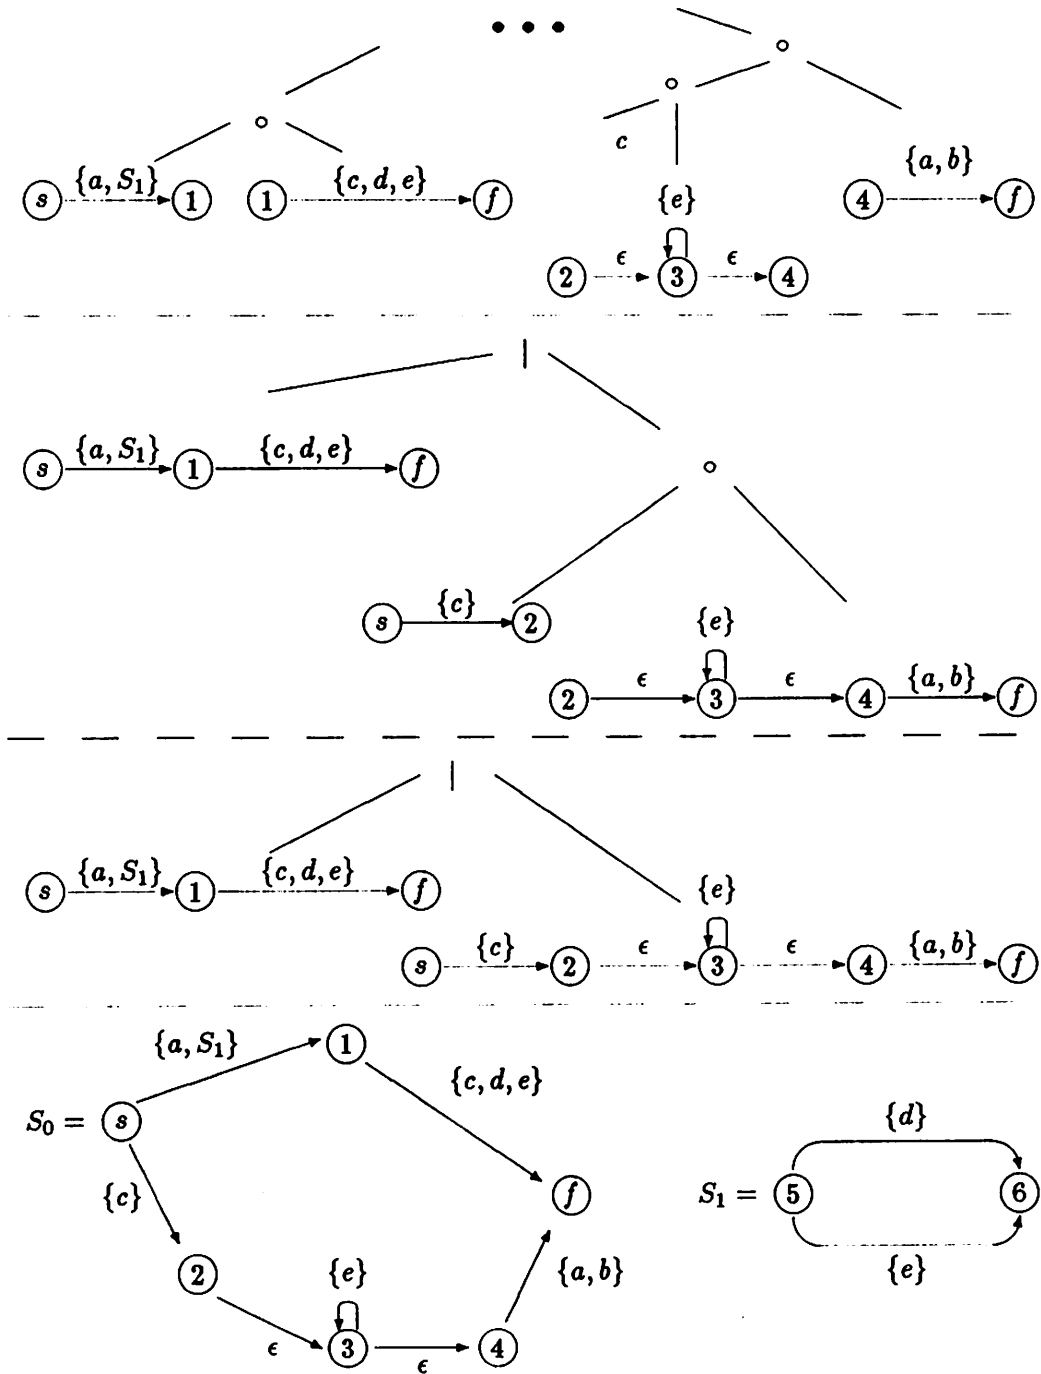 • • •
c
{a, S₁} {c, d, e} {a, b}
s 1 1 f {e} 4 f
ϵ ϵ
2 3 4
|
{a, S₁} {c, d, e}
s 1 f
{c} {e}
s 2
ϵ ϵ {a, b}
2 3 4 f
|
{a, S₁} {c, d, e} {e}
s 1 f
{c} ϵ ϵ {a, b}
s 2 3 4 f
{a, S₁} 1
{c, d, e}
S₀ = s {d}
{c} f S₁ = 5 6
2 {e} {a, b} {e}
ϵ 3 ϵ 4